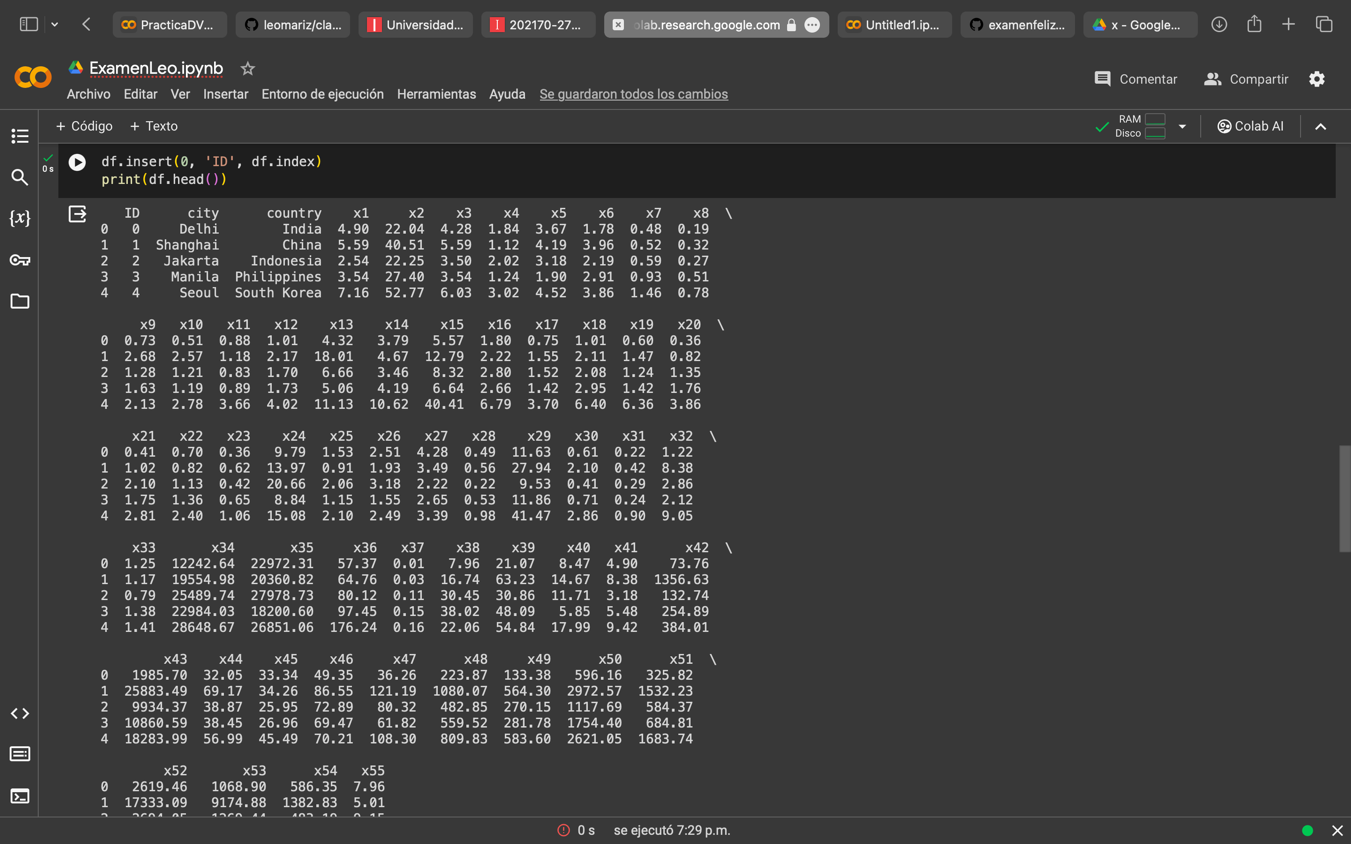 PracticaDV...
leomariz/cla...
Universidad...
202170-27...
olab.research.google.com
Untitled1.ip...
examenfeliz...
x - Google...
ExamenLeo.ipynb
Comentar
Compartir
Archivo Editar Ver Insertar Entorno de ejecución Herramientas Ayuda Se guardaron todos los cambios
+ Código + Texto
RAM
Disco
Colab AI
0 s
df.insert(0, 'ID', df.index)
print(df.head())
ID city country x1 x2 x3 x4 x5 x6 x7 x8 \
0 0 Delhi India 4.90 22.04 4.28 1.84 3.67 1.78 0.48 0.19
1 1 Shanghai China 5.59 40.51 5.59 1.12 4.19 3.96 0.52 0.32
2 2 Jakarta Indonesia 2.54 22.25 3.50 2.02 3.18 2.19 0.59 0.27
3 3 Manila Philippines 3.54 27.40 3.54 1.24 1.90 2.91 0.93 0.51
4 4 Seoul South Korea 7.16 52.77 6.03 3.02 4.52 3.86 1.46 0.78
x9 x10 x11 x12 x13 x14 x15 x16 x17 x18 x19 x20 \
0 0.73 0.51 0.88 1.01 4.32 3.79 5.57 1.80 0.75 1.01 0.60 0.36
1 2.68 2.57 1.18 2.17 18.01 4.67 12.79 2.22 1.55 2.11 1.47 0.82
2 1.28 1.21 0.83 1.70 6.66 3.46 8.32 2.80 1.52 2.08 1.24 1.35
3 1.63 1.19 0.89 1.73 5.06 4.19 6.64 2.66 1.42 2.95 1.42 1.76
4 2.13 2.78 3.66 4.02 11.13 10.62 40.41 6.79 3.70 6.40 6.36 3.86
x21 x22 x23 x24 x25 x26 x27 x28 x29 x30 x31 x32 \
0 0.41 0.70 0.36 9.79 1.53 2.51 4.28 0.49 11.63 0.61 0.22 1.22
1 1.02 0.82 0.62 13.97 0.91 1.93 3.49 0.56 27.94 2.10 0.42 8.38
2 2.10 1.13 0.42 20.66 2.06 3.18 2.22 0.22 9.53 0.41 0.29 2.86
3 1.75 1.36 0.65 8.84 1.15 1.55 2.65 0.53 11.86 0.71 0.24 2.12
4 2.81 2.40 1.06 15.08 2.10 2.49 3.39 0.98 41.47 2.86 0.90 9.05
x33 x34 x35 x36 x37 x38 x39 x40 x41 x42 \
0 1.25 12242.64 22972.31 57.37 0.01 7.96 21.07 8.47 4.90 73.76
1 1.17 19554.98 20360.82 64.76 0.03 16.74 63.23 14.67 8.38 1356.63
2 0.79 25489.74 27978.73 80.12 0.11 30.45 30.86 11.71 3.18 132.74
3 1.38 22984.03 18200.60 97.45 0.15 38.02 48.09 5.85 5.48 254.89
4 1.41 28648.67 26851.06 176.24 0.16 22.06 54.84 17.99 9.42 384.01
x43 x44 x45 x46 x47 x48 x49 x50 x51 \
0 1985.70 32.05 33.34 49.35 36.26 223.87 133.38 596.16 325.82
1 25883.49 69.17 34.26 86.55 121.19 1080.07 564.30 2972.57 1532.23
2 9934.37 38.87 25.95 72.89 80.32 482.85 270.15 1117.69 584.37
3 10860.59 38.45 26.96 69.47 61.82 559.52 281.78 1754.40 684.81
4 18283.99 56.99 45.49 70.21 108.30 809.83 583.60 2621.05 1683.74
x52 x53 x54 x55
0 2619.46 1068.90 586.35 7.96
1 17333.09 9174.88 1382.83 5.01
0 s se ejecutó 7:29 p.m.